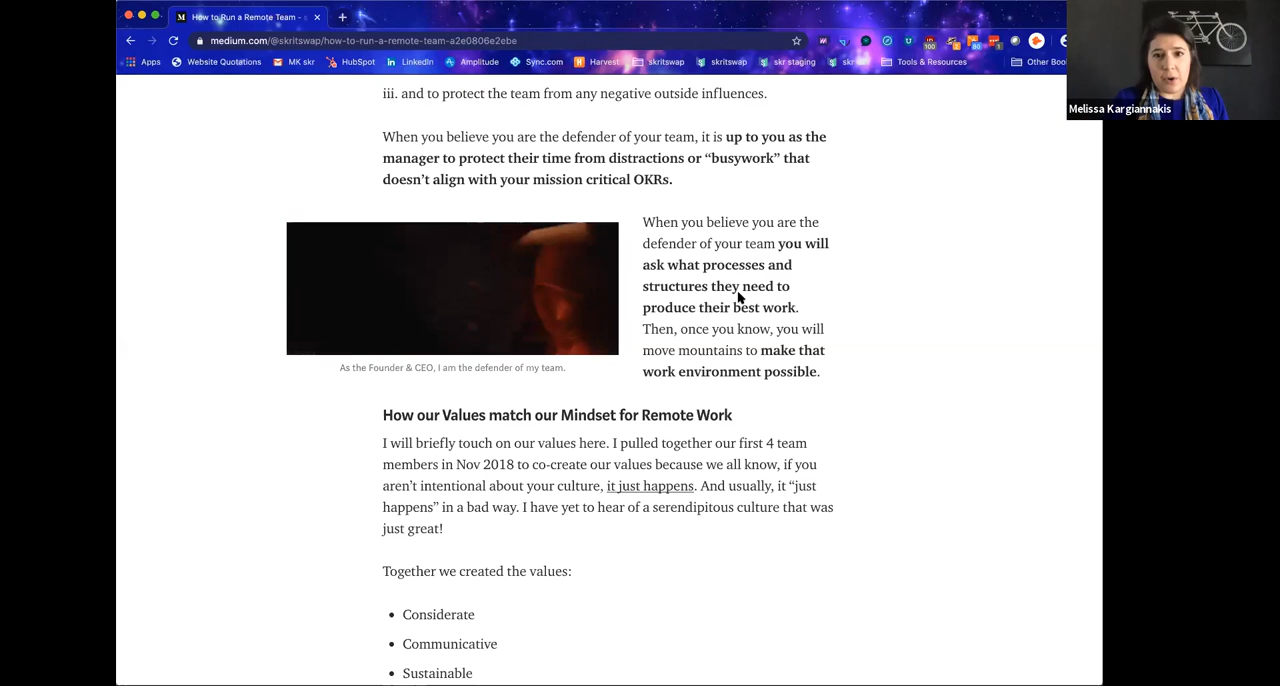 How to Run a Remote Team -
medium.com/@skritswap/how-to-run-a-remote-team-a2e0806e2ebe
100
80
1
Apps
Website Quotations
MK skr
HubSpot
LinkedIn
Amplitude
Sync.com
Harvest
skritswap
skritswap
skr staging
Tools & Resources
Other Boo
Melissa Kargiannakis
iii. and to protect the team from any negative outside influences.
When you believe you are the defender of your team, it is up to you as the
manager to protect their time from distractions or “busywork” that
doesn’t align with your mission critical OKRs.
When you believe you are the
defender of your team you will
ask what processes and
structures they need to
produce their best work.
Then, once you know, you will
move mountains to make that
work environment possible.
As the Founder & CEO, I am the defender of my team.
How our Values match our Mindset for Remote Work
I will briefly touch on our values here. I pulled together our first 4 team
members in Nov 2018 to co-create our values because we all know, if you
aren’t intentional about your culture, it just happens. And usually, it “just
happens” in a bad way. I have yet to hear of a serendipitous culture that was
just great!
Together we created the values:
• Considerate
• Communicative
• Sustainable